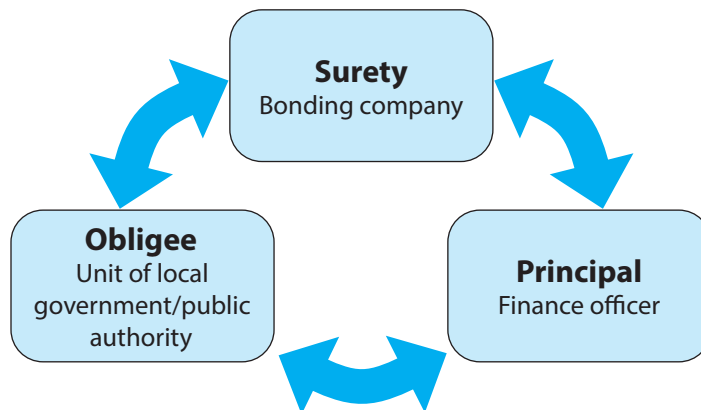 Surety
Bonding company
Obligee
Unit of local
government/public
authority
Principal
Finance officer